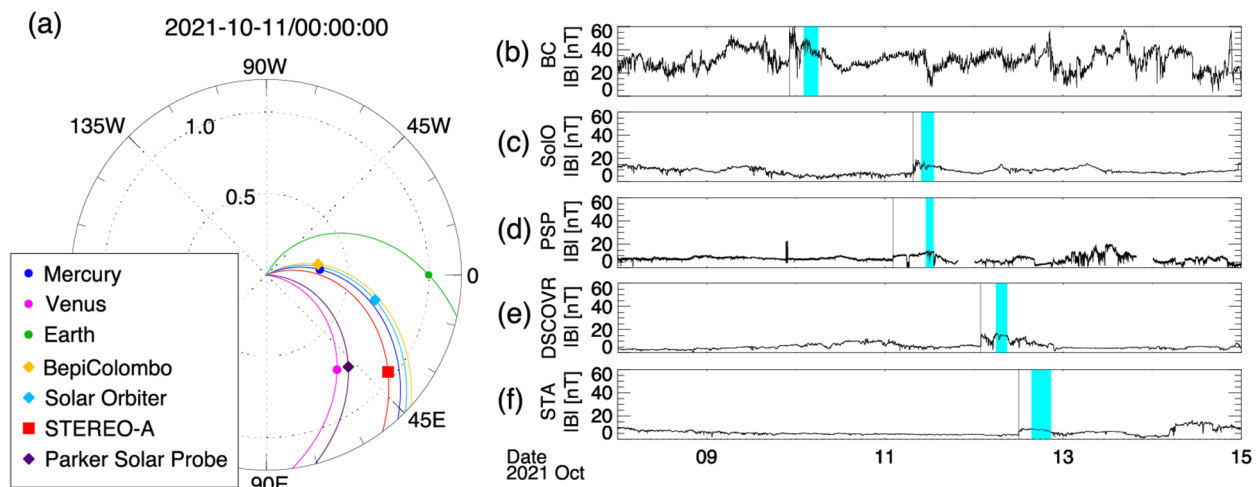 (a)
2021-10-11/00:00:00
90W
135W
45W
1.0
0.5
0
45E
90E
Mercury
Venus
Earth
BepiColombo
Solar Orbiter
STEREO-A
Parker Solar Probe
(b)
BC
|B| [nT]
60
40
20
0
(c)
SolO
|B| [nT]
60
40
20
0
(d)
PSP
|B| [nT]
60
40
20
0
(e)
DSCOVR
|B| [nT]
60
40
20
0
(f)
STA
|B| [nT]
60
40
20
0
Date
2021 Oct
09 11 13 15